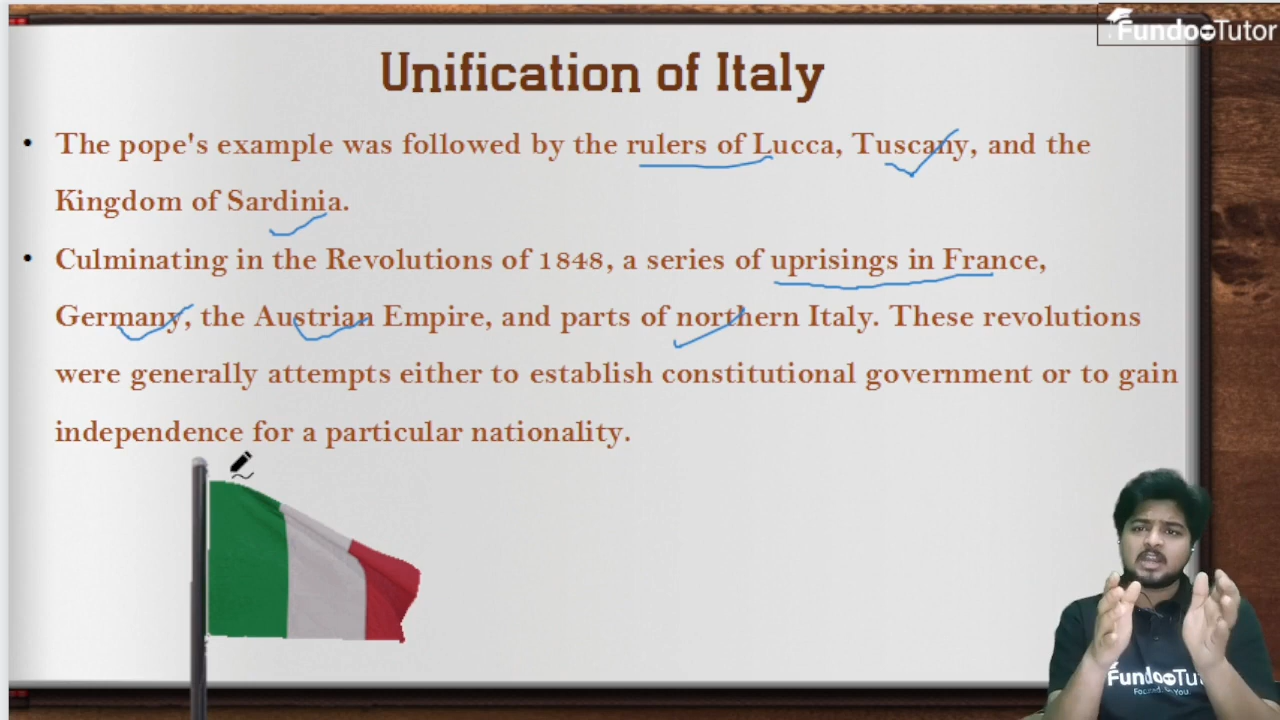 FundooTutor
Unification of Italy
• The pope's example was followed by the rulers of Lucca, Tuscany, and the
Kingdom of Sardinia.
• Culminating in the Revolutions of 1848, a series of uprisings in France,
Germany, the Austrian Empire, and parts of northern Italy. These revolutions
were generally attempts either to establish constitutional government or to gain
independence for a particular nationality.
FundooTu